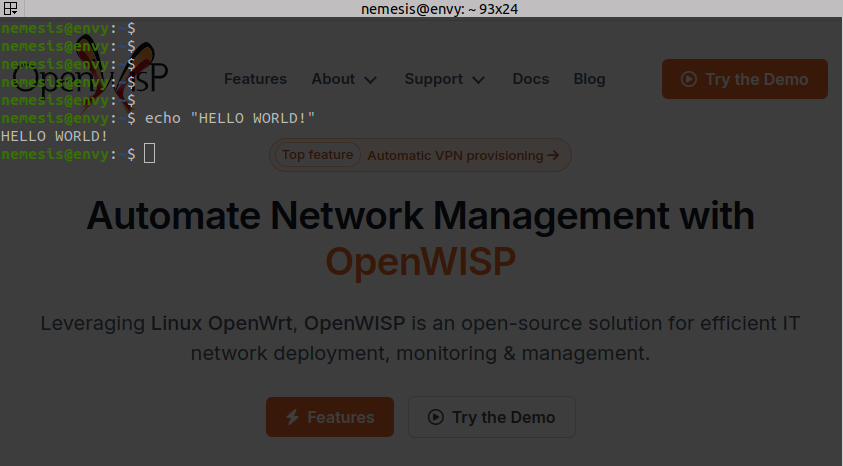 nemesis@envy: ~ 93x24
nemesis@envy:~$
nemesis@envy:~$
nemesis@envy:~$
nemesis@envy:~$
nemesis@envy:~$
nemesis@envy:~$ echo "HELLO WORLD!"
HELLO WORLD!
nemesis@envy:~$
OpenWISP
Features About Support Docs Blog Try the Demo
Top feature Automatic VPN provisioning →
Automate Network Management with
OpenWISP
Leveraging Linux OpenWrt, OpenWISP is an open-source solution for efficient IT
network deployment, monitoring & management.
Features Try the Demo